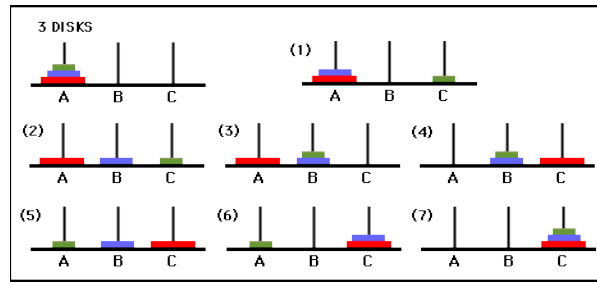 3 DISKS
A B C
(1)
A B C
(2)
A B C
(3)
A B C
(4)
A B C
(5)
A B C
(6)
A B C
(7)
A B C